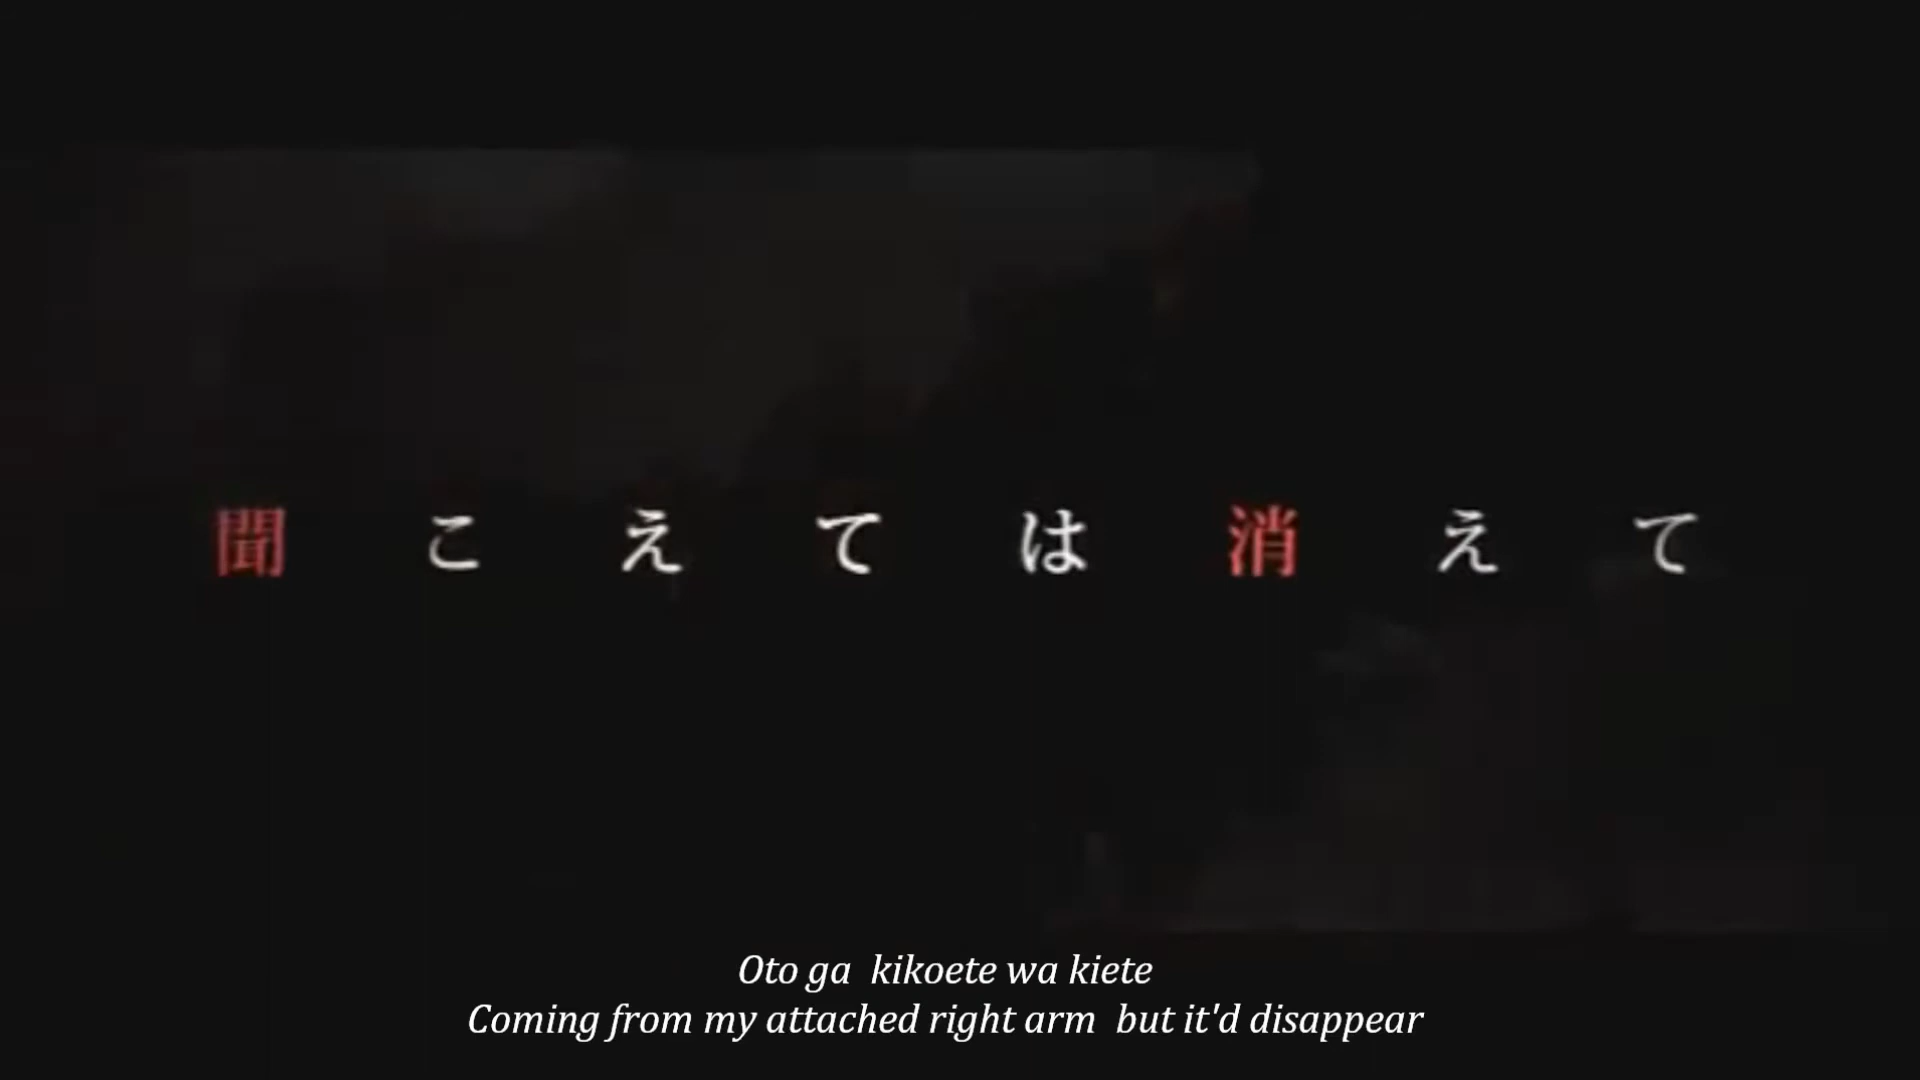 聞こえては消えて
Oto ga kikoete wa kiete
Coming from my attached right arm but it'd disappear